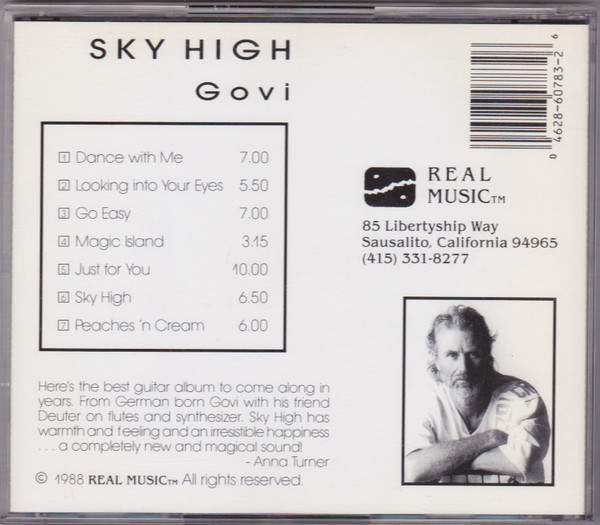 SKY HIGH
Govi
1 Dance with Me 7.00
2 Looking into Your Eyes 5.50
3 Go Easy 7.00
4 Magic Island 3.15
5 Just for You 10.00
6 Sky High 6.50
7 Peaches 'n Cream 6.00
Here's the best guitar album to come along in
years. From German born Govi with his friend
Deuter on flutes and synthesizer. Sky High has
warmth and feeling and an irresistible happiness
. . . a completely new and magical sound!
- Anna Turner
© 1988 REAL MUSIC™ All rights reserved.
0 4628-60783-2 6
REAL
MUSIC™
85 Libertyship Way
Sausalito, California 94965
(415) 331-8277